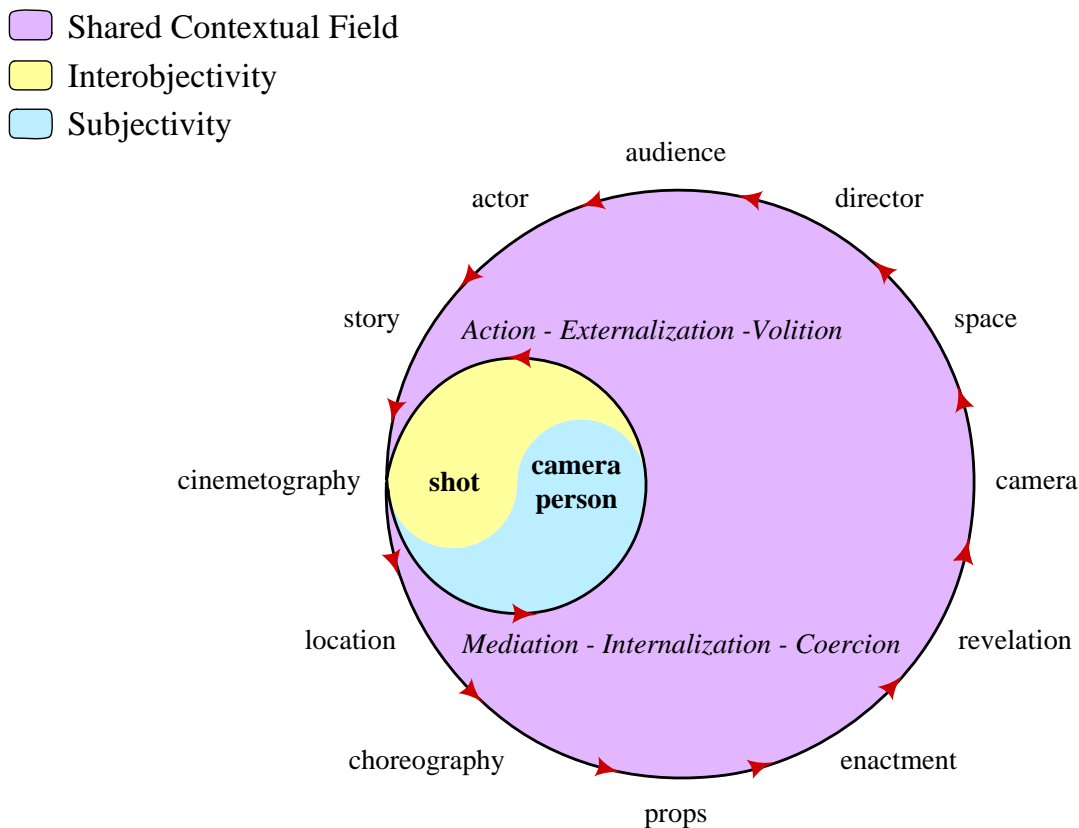 Shared Contextual Field
Interobjectivity
Subjectivity
audience
actor
director
story
space
Action - Externalization -Volition
cinemetography
shot
camera
person
camera
location
revelation
Mediation - Internalization - Coercion
choreography
enactment
props